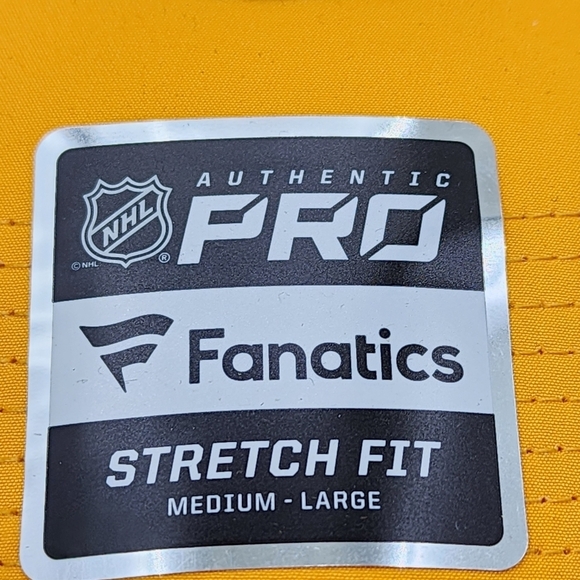 AUTHENTIC
NHL PRO
© NHL ®
Fanatics
STRETCH FIT
MEDIUM - LARGE